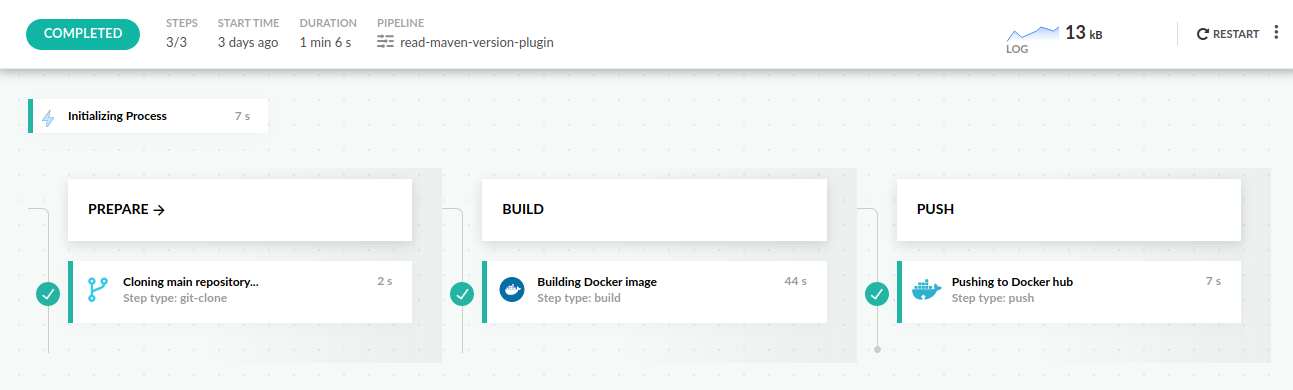 COMPLETED
STEPS
3/3
START TIME
3 days ago
DURATION
1 min 6 s
PIPELINE
read-maven-version-plugin
LOG
13 kB
RESTART
Initializing Process 7 s
PREPARE →
Cloning main repository... 2 s
Step type: git-clone
BUILD
Building Docker image 44 s
Step type: build
PUSH
Pushing to Docker hub 7 s
Step type: push